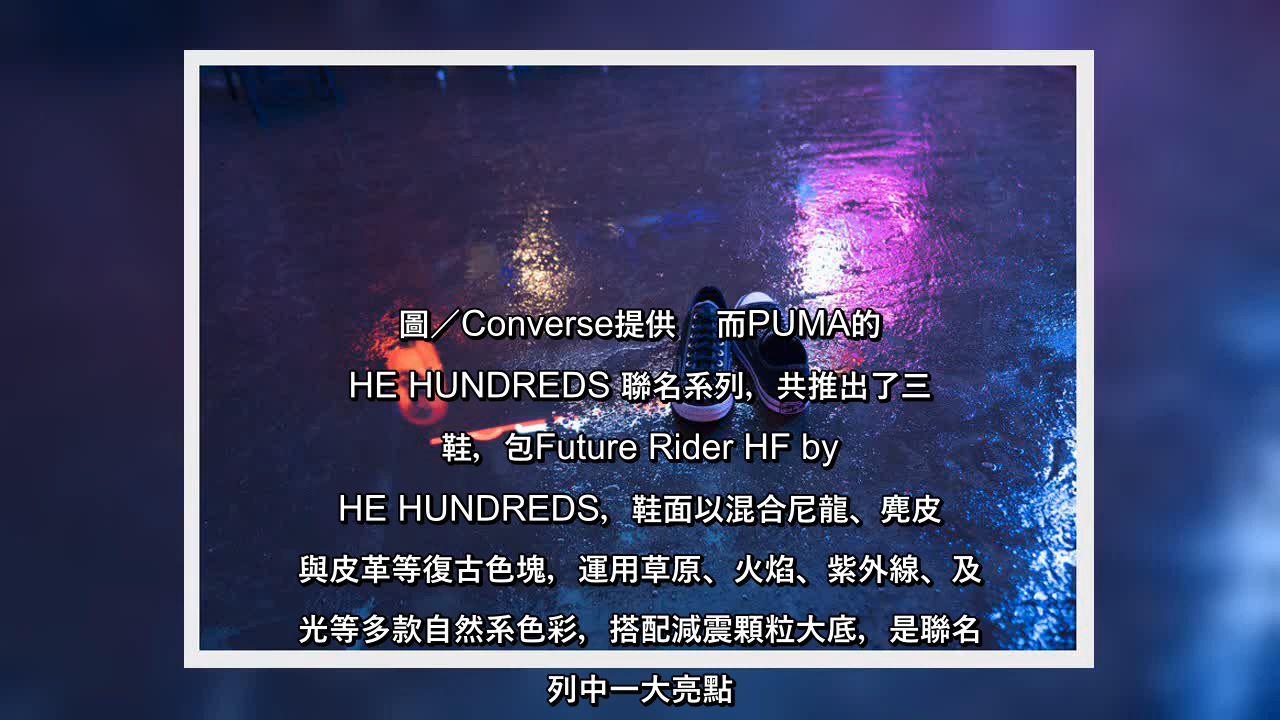 圖／Converse提供　而PUMA的
HE HUNDREDS 聯名系列，共推出了三
鞋，包Future Rider HF by
HE HUNDREDS，鞋面以混合尼龍、麂皮
與皮革等復古色塊，運用草原、火焰、紫外線、及
光等多款自然系色彩，搭配減震顆粒大底，是聯名
列中一大亮點